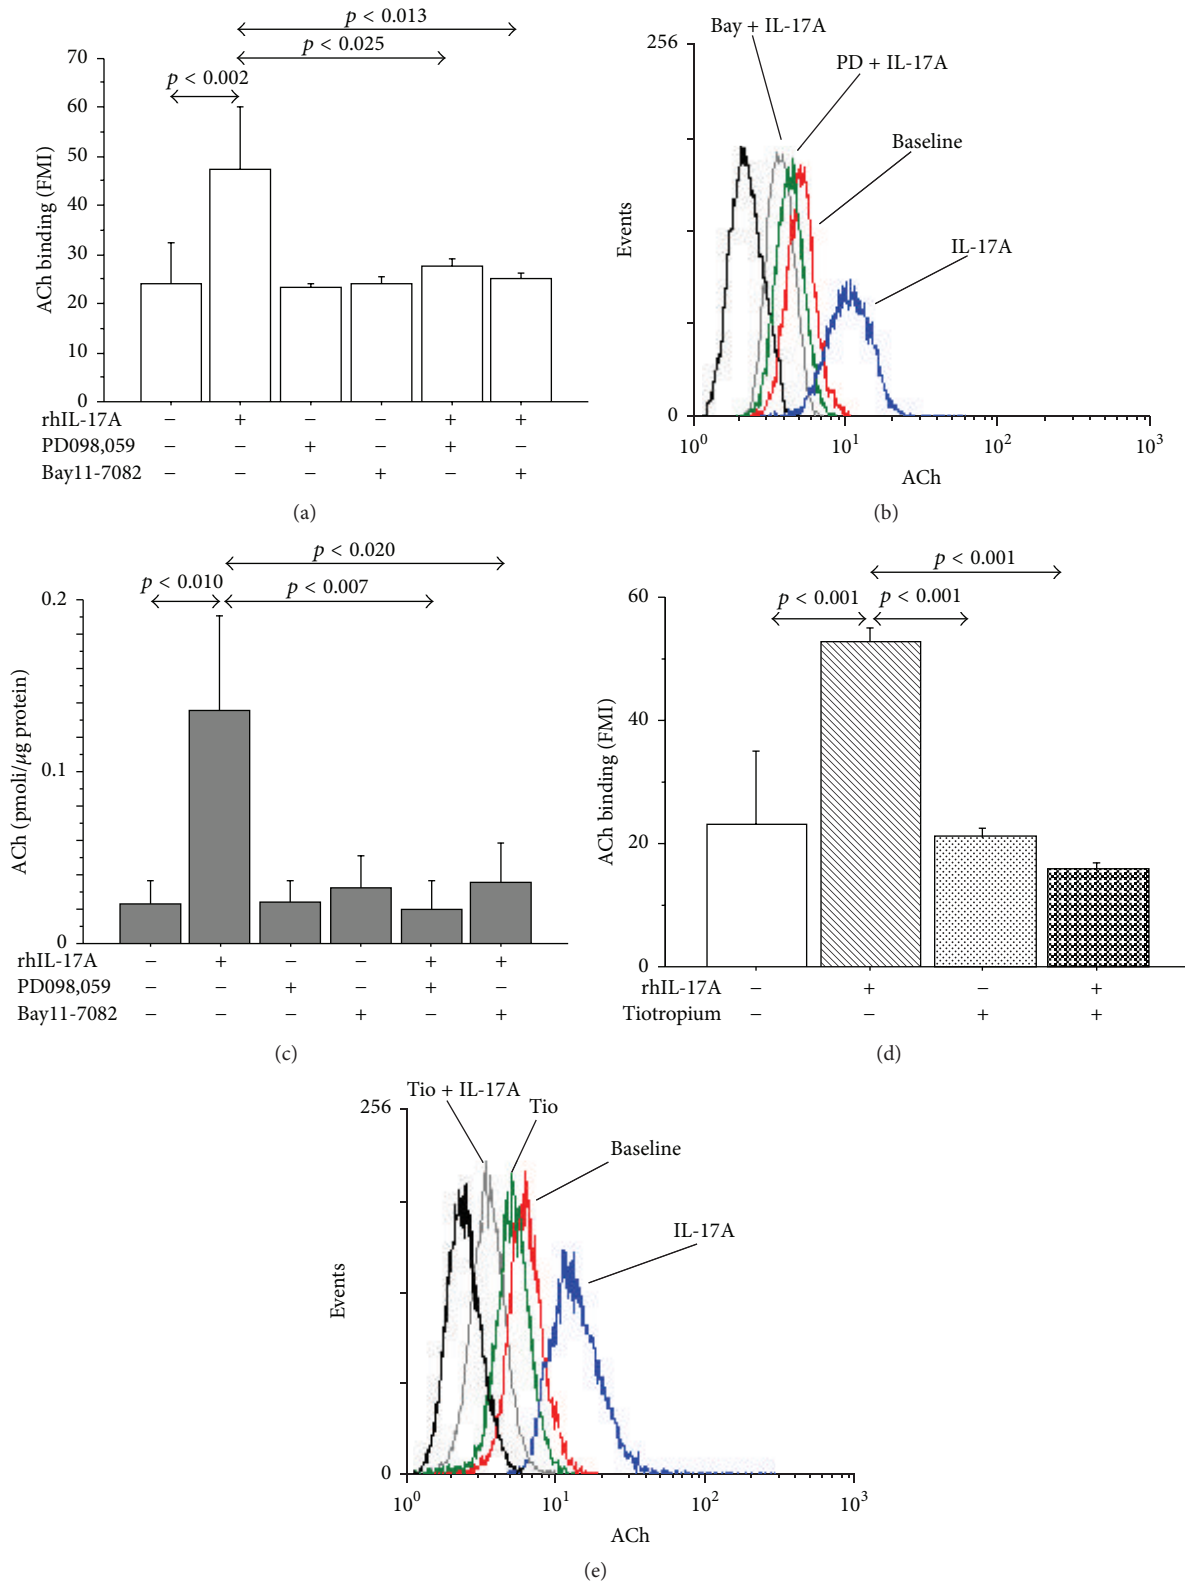 p < 0.013
p < 0.025
p < 0.002
70
60
50
40
30
20
10
0
ACh binding (FMI)
rhIL-17A − + − − + +
PD098,059 − − + − + −
Bay11-7082 − − − + − +
(a)
Bay + IL-17A
PD + IL-17A
Baseline
IL-17A
256
0
Events
10⁰ 10¹ 10² 10³
ACh
(b)
p < 0.020
p < 0.010
p < 0.007
0.2
0.1
0
ACh (pmoli/µg protein)
rhIL-17A − + − − + +
PD098,059 − − + − + −
Bay11-7082 − − − + − +
(c)
p < 0.001
p < 0.001 p < 0.001
60
40
20
0
ACh binding (FMI)
rhIL-17A − + − +
Tiotropium − − + +
(d)
Tio + IL-17A
Tio
Baseline
IL-17A
256
0
Events
10⁰ 10¹ 10² 10³
ACh
(e)